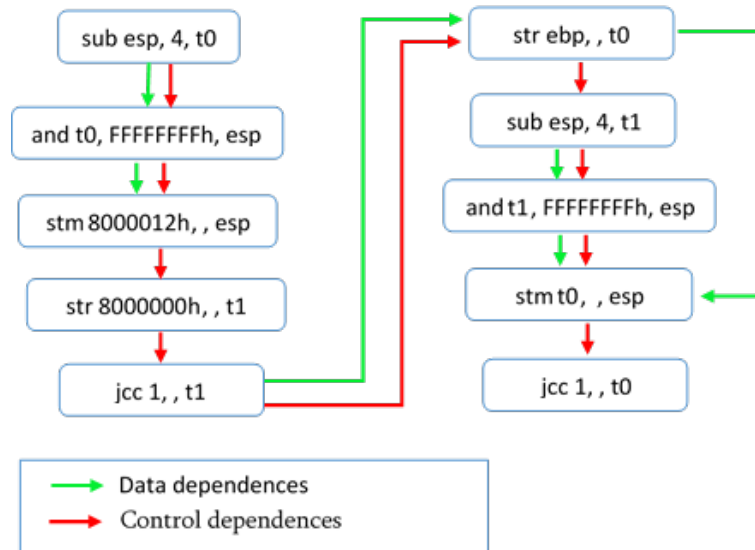 sub esp, 4, t0
and t0, FFFFFFFFh, esp
stm 8000012h, , esp
str 8000000h, , t1
jcc 1, , t1
str ebp, , t0
sub esp, 4, t1
and t1, FFFFFFFFh, esp
stm t0, , esp
jcc 1, , t0
Data dependences
Control dependences